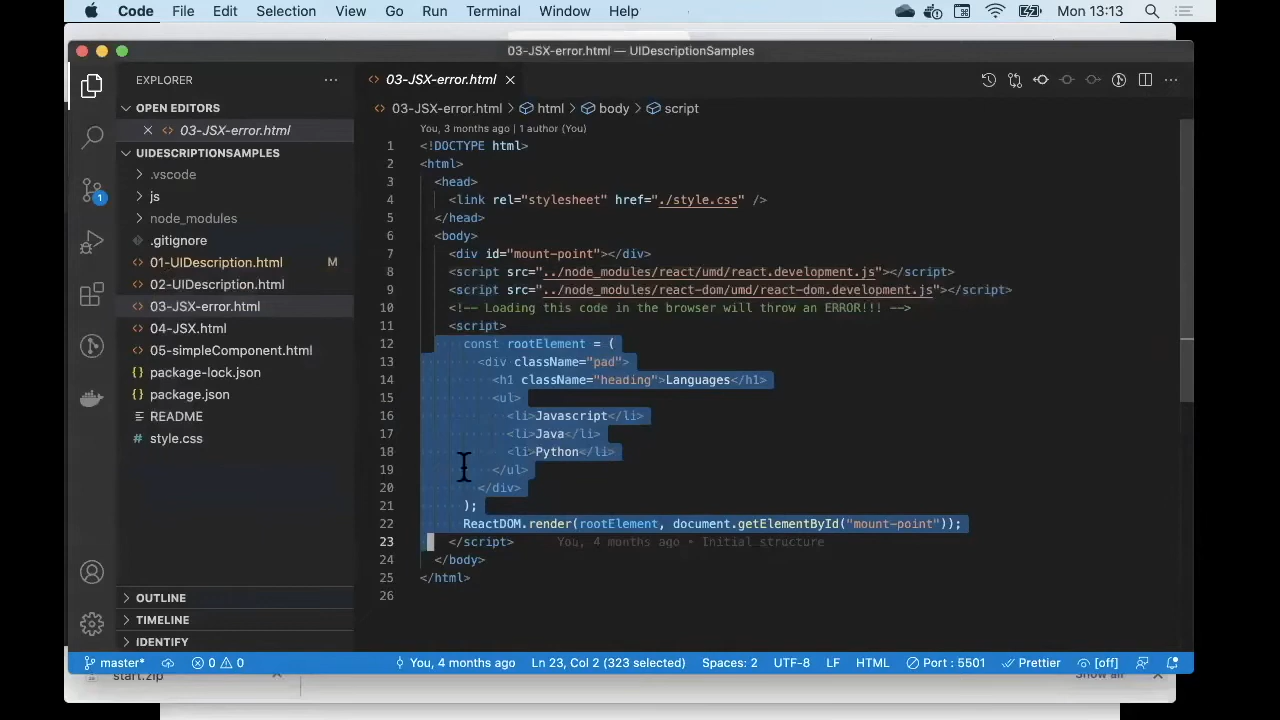 Code File Edit Selection View Go Run Terminal Window Help Mon 13:13
03-JSX-error.html — UIDescriptionSamples
EXPLORER
03-JSX-error.html
OPEN EDITORS
03-JSX-error.html
UIDESCRIPTIONSAMPLES
.vscode
js
node_modules
.gitignore
01-UIDescription.html M
02-UIDescription.html
03-JSX-error.html
04-JSX.html
05-simpleComponent.html
package-lock.json
package.json
README
style.css
OUTLINE
TIMELINE
IDENTIFY
1
03-JSX-error.html > html > body > script
You, 3 months ago | 1 author (You)
1 <!DOCTYPE html>
2 <html>
3 <head>
4 <link rel="stylesheet" href="./style.css" />
5 </head>
6 <body>
7 <div id="mount-point"></div>
8 <script src="../node_modules/react/umd/react.development.js"></script>
9 <script src="../node_modules/react-dom/umd/react-dom.development.js"></script>
10 <!-- Loading this code in the browser will throw an ERROR!!! -->
11 <script>
12 const rootElement = (
13 <div className="pad">
14 <h1 className="heading">Languages</h1>
15 <ul>
16 <li>Javascript</li>
17 <li>Java</li>
18 <li>Python</li>
19 </ul>
20 </div>
21 );
22 ReactDOM.render(rootElement, document.getElementById("mount-point"));
23 </script> You, 4 months ago • Initial structure
24 </body>
25 </html>
26
master* 0 0 You, 4 months ago Ln 23, Col 2 (323 selected) Spaces: 2 UTF-8 LF HTML Port : 5501 Prettier [off]
start.zip Show all